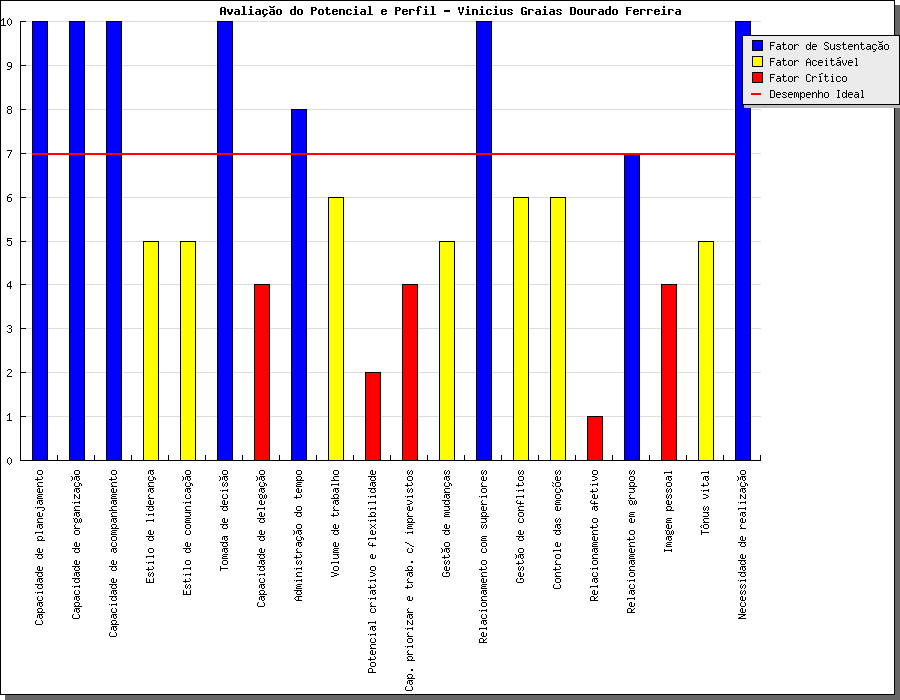 Avaliação do Potencial e Perfil - Vinicius Graias Dourado Ferreira
Fator de Sustentação
Fator Aceitável
Fator Crítico
Desempenho Ideal
10
9
8
7
6
5
4
3
2
1
0
Capacidade de planejamento
Capacidade de organização
Capacidade de acompanhamento
Estilo de liderança
Estilo de comunicação
Tomada de decisão
Capacidade de delegação
Administração do tempo
Volume de trabalho
Potencial criativo e flexibilidade
Cap. priorizar e trab. c/ imprevistos
Gestão de mudanças
Relacionamento com superiores
Gestão de conflitos
Controle das emoções
Relacionamento afetivo
Relacionamento em grupos
Imagem pessoal
Tônus vital
Necessidade de realização